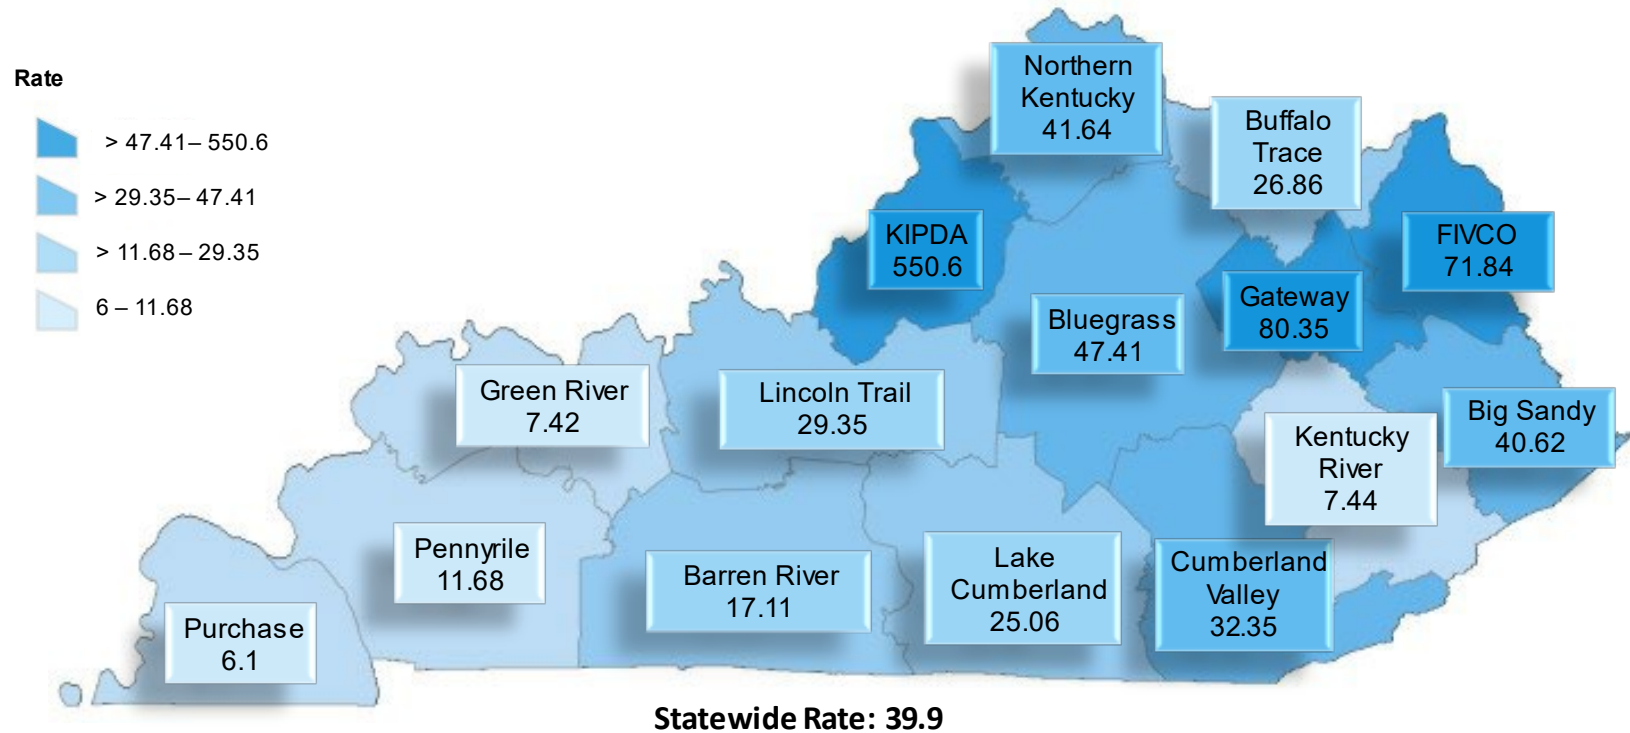 Rate
> 47.41– 550.6
> 29.35– 47.41
> 11.68 – 29.35
6 – 11.68
Northern
Kentucky
41.64
Buffalo
Trace
26.86
KIPDA
550.6
FIVCO
71.84
Gateway
80.35
Bluegrass
47.41
Green River
7.42
Lincoln Trail
29.35
Big Sandy
40.62
Kentucky
River
7.44
Pennyrile
11.68
Barren River
17.11
Lake
Cumberland
25.06
Cumberland
Valley
32.35
Purchase
6.1
Statewide Rate: 39.9